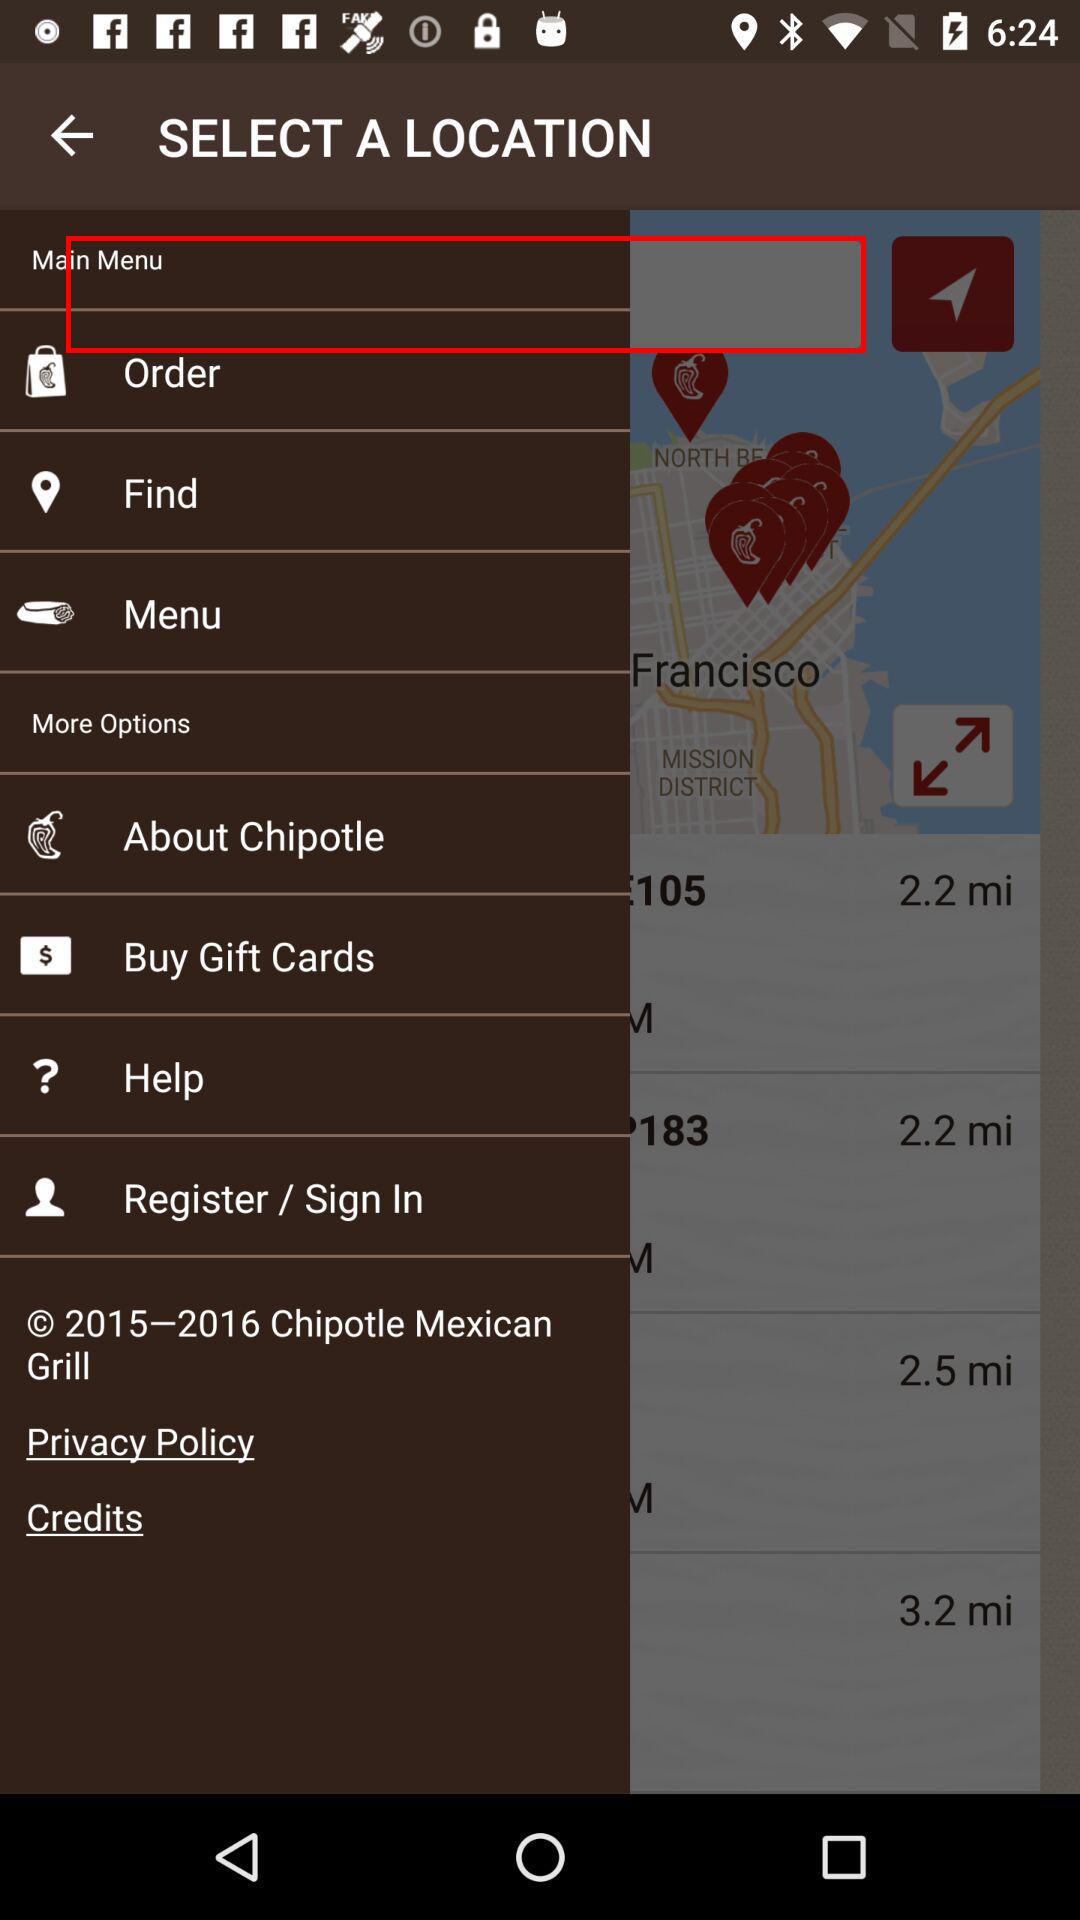 FAK
6:24
SELECT A LOCATION
Main Menu
Order
Find
Menu
More Options
About Chipotle
Buy Gift Cards
$
Help
?
Register / Sign In
© 2015—2016 Chipotle Mexican
Grill
Privacy Policy
Credits
NORTH BE
T
Francisco
MISSION
DISTRICT
E105
2.2 mi
M
P183
2.2 mi
M
2.5 mi
M
3.2 mi